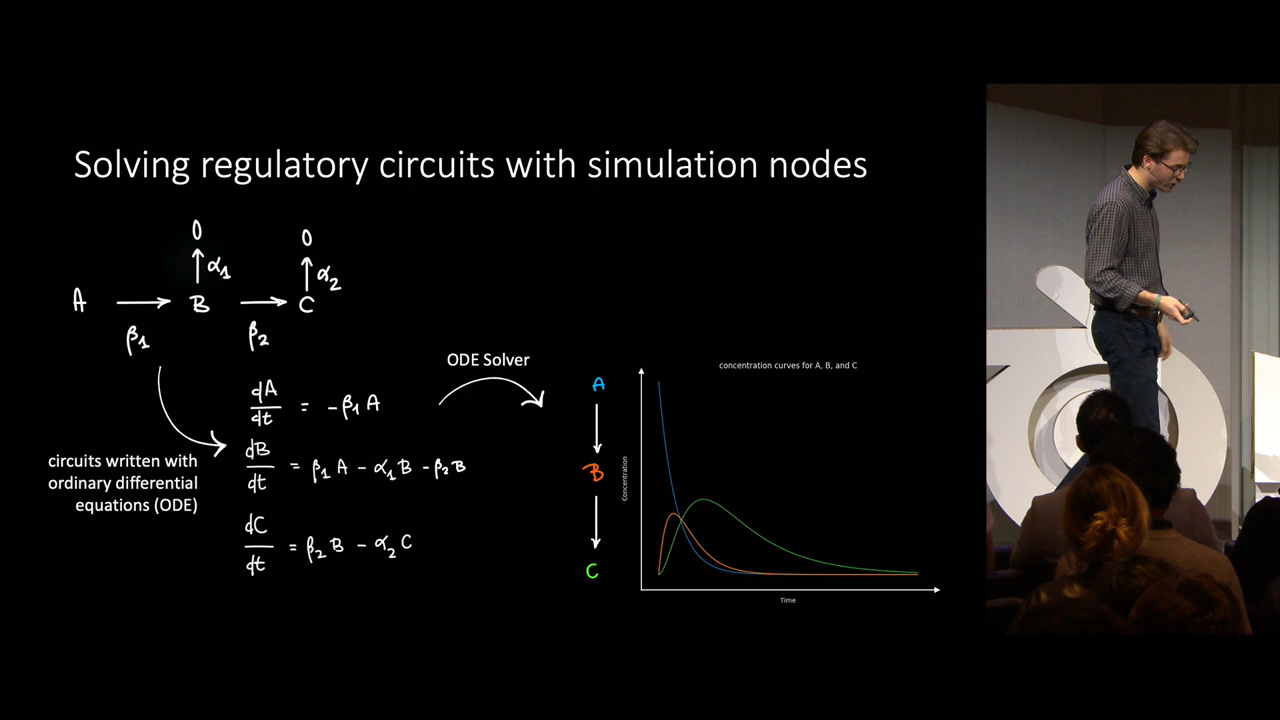 Solving regulatory circuits with simulation nodes
0 0
↑α₁ ↑α₂
A → B → C
β₁ β₂
ODE Solver
circuits written with
ordinary differential
equations (ODE)
dA/dt = -β₁ A
dB/dt = β₁ A - α₁ B - β₂ B
dC/dt = β₂ B - α₂ C
A
B
C
concentration curves for A, B, and C
Concentration
Time